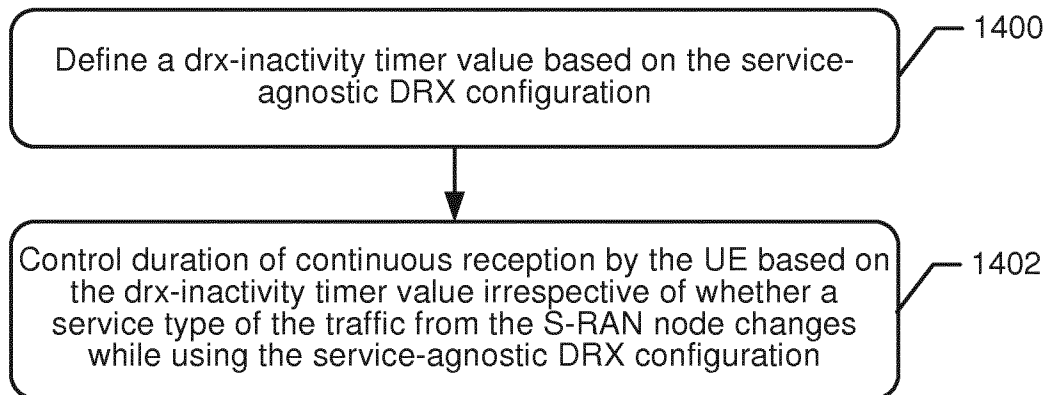 1400
Define a drx-inactivity timer value based on the service-
agnostic DRX configuration
Control duration of continuous reception by the UE based on
the drx-inactivity timer value irrespective of whether a
service type of the traffic from the S-RAN node changes
while using the service-agnostic DRX configuration
1402